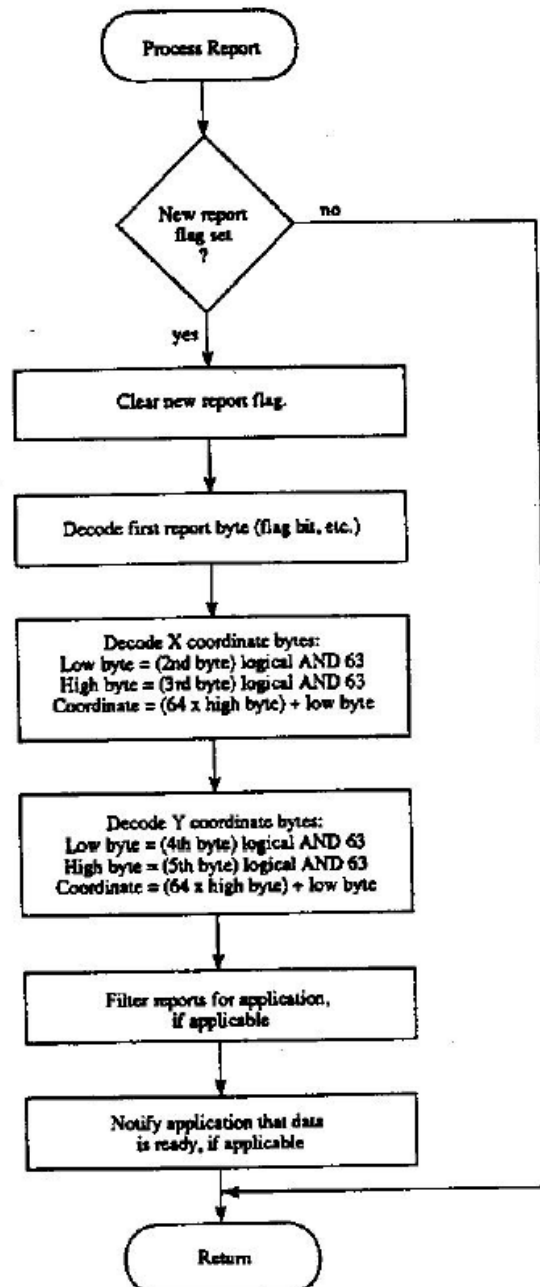 Process Report
New report
flag set
?
no
yes
Clear new report flag.
Decode first report byte (flag bit, etc.)
Decode X coordinate bytes:
Low byte = (2nd byte) logical AND 63
High byte = (3rd byte) logical AND 63
Coordinate = (64 x high byte) + low byte
Decode Y coordinate bytes:
Low byte = (4th byte) logical AND 63
High byte = (5th byte) logical AND 63
Coordinate = (64 x high byte) + low byte
Filter reports for application,
if applicable
Notify application that data
is ready, if applicable
Return